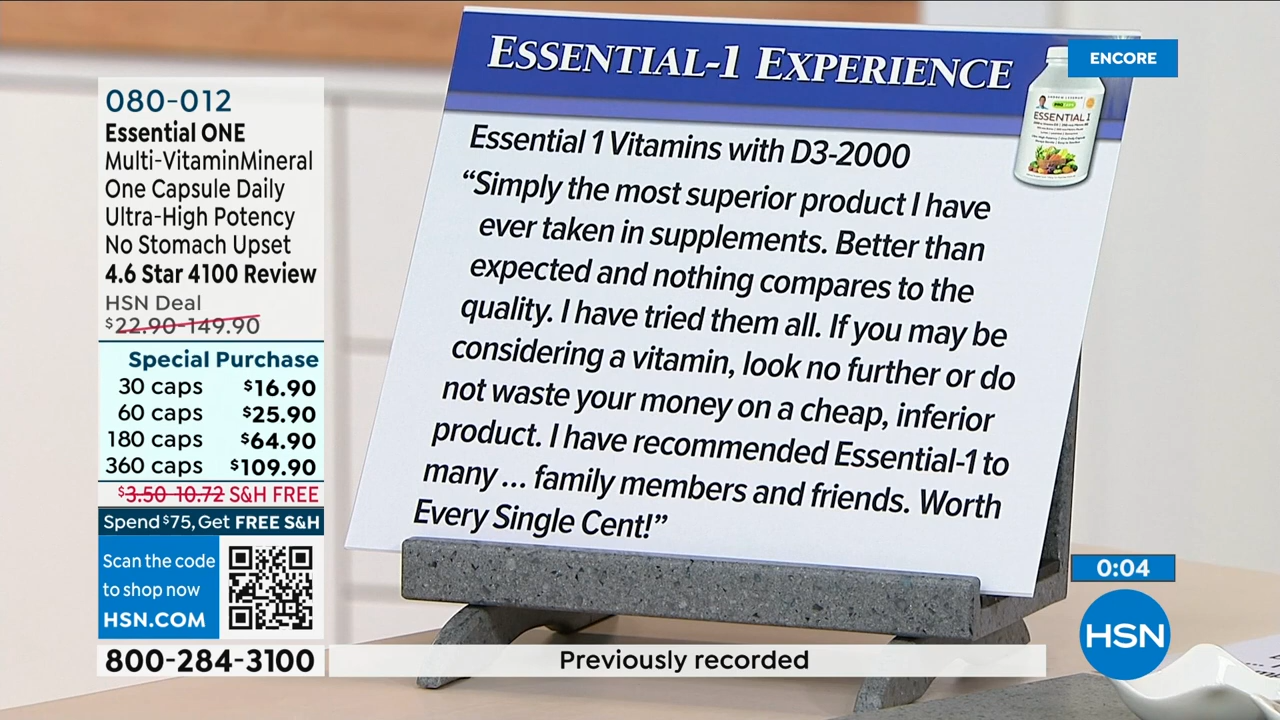 080-012
Essential ONE
Multi-VitaminMineral
One Capsule Daily
Ultra-High Potency
No Stomach Upset
4.6 Star 4100 Review
HSN Deal
$22.90-149.90
Special Purchase
30 caps $16.90
60 caps $25.90
180 caps $64.90
360 caps $109.90
$3.50-10.72 S&H FREE
Spend $75, Get FREE S&H
Scan the code
to shop now
HSN.COM
800-284-3100
ESSENTIAL-1 EXPERIENCE
ESSENTIAL 1
Essential 1 Vitamins with D3-2000
“Simply the most superior product I have
ever taken in supplements. Better than
expected and nothing compares to the
quality. I have tried them all. If you may be
considering a vitamin, look no further or do
not waste your money on a cheap, inferior
product. I have recommended Essential-1 to
many ... family members and friends. Worth
Every Single Cent!”
ENCORE
0:04
HSN
Previously recorded